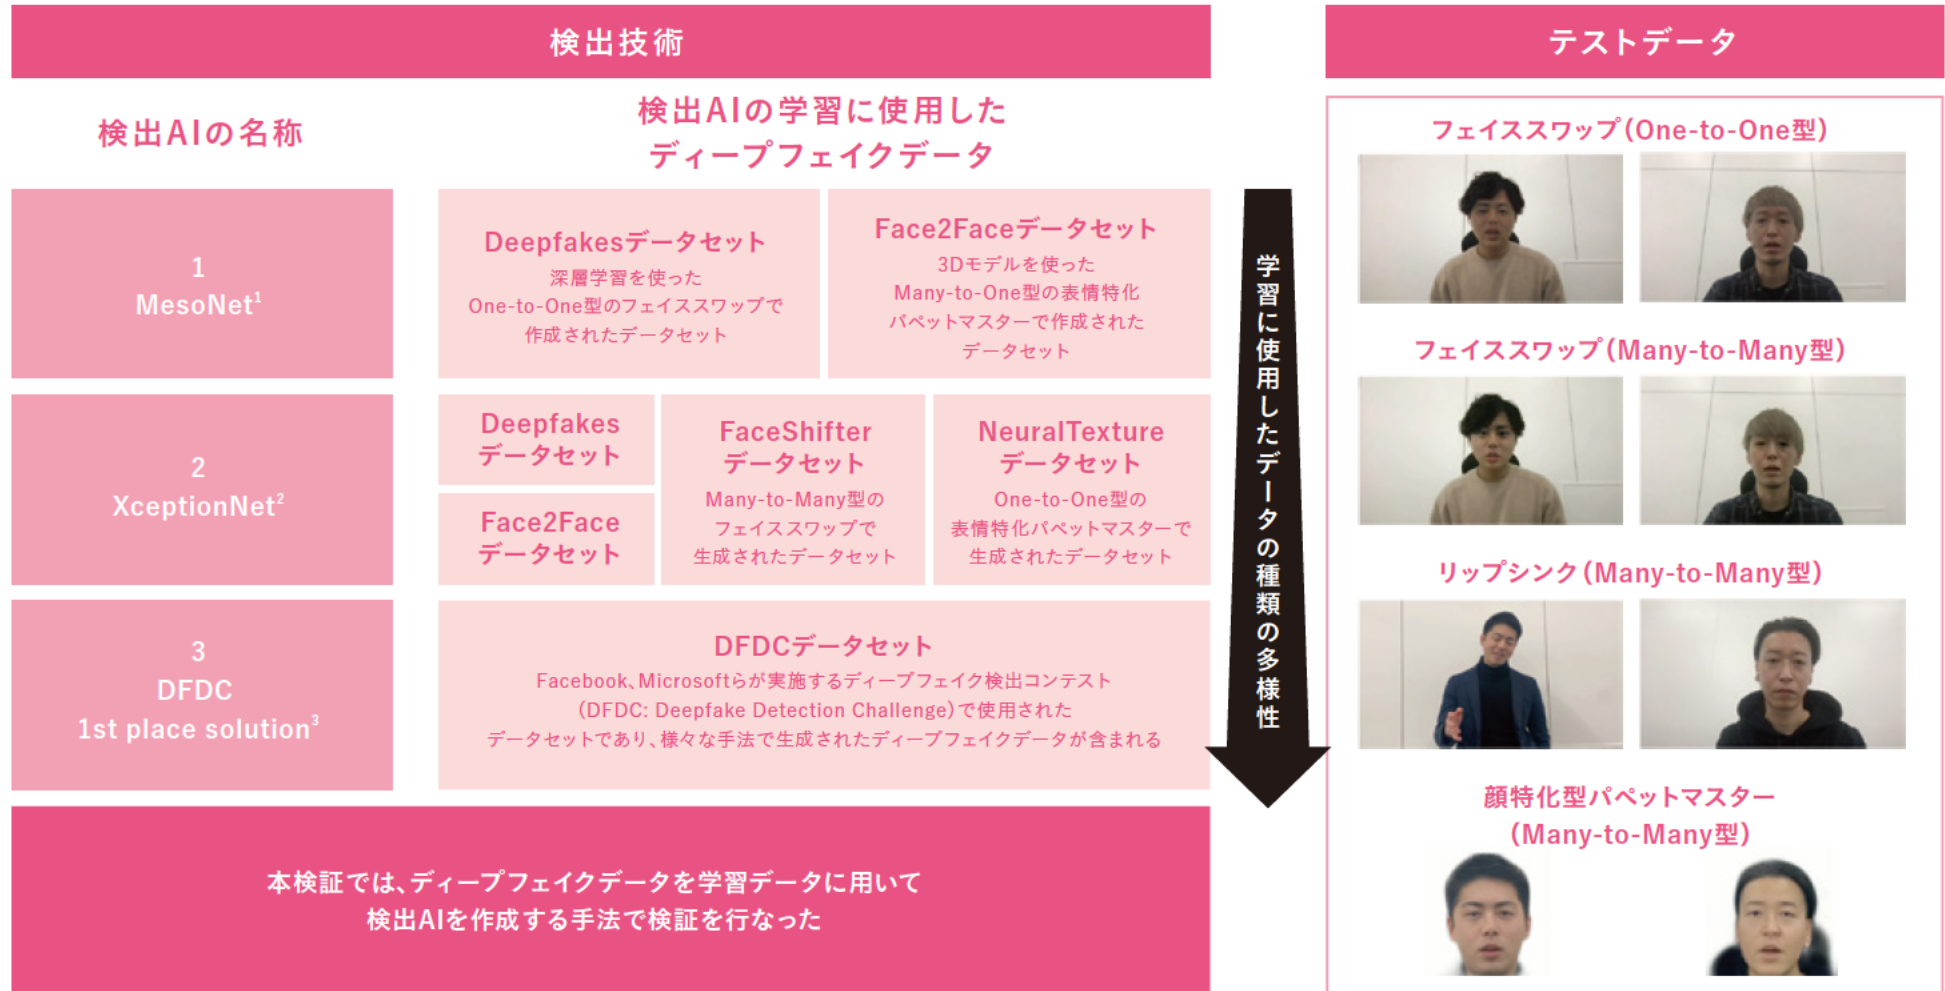 検出技術
検出AIの名称
検出AIの学習に使用した
ディープフェイクデータ
1
MesoNet1
Deepfakesデータセット
深層学習を使った
One-to-One型のフェイススワップで
作成されたデータセット
Face2Faceデータセット
3Dモデルを使った
Many-to-One型の表情特化
パペットマスターで作成された
データセット
2
XceptionNet2
Deepfakes
データセット
Face2Face
データセット
FaceShifter
データセット
Many-to-Many型の
フェイススワップで
生成されたデータセット
NeuralTexture
データセット
One-to-One型の
表情特化パペットマスターで
生成されたデータセット
3
DFDC
1st place solution3
DFDCデータセット
Facebook、Microsoftらが実施するディープフェイク検出コンテスト
（DFDC: Deepfake Detection Challenge）で使用された
データセットであり、様々な手法で生成されたディープフェイクデータが含まれる
本検証では、ディープフェイクデータを学習データに用いて
検出AIを作成する手法で検証を行なった
学習に使用したデータの種類の多様性
テストデータ
フェイススワップ（One-to-One型）
フェイススワップ（Many-to-Many型）
リップシンク（Many-to-Many型）
顔特化型パペットマスター
（Many-to-Many型）